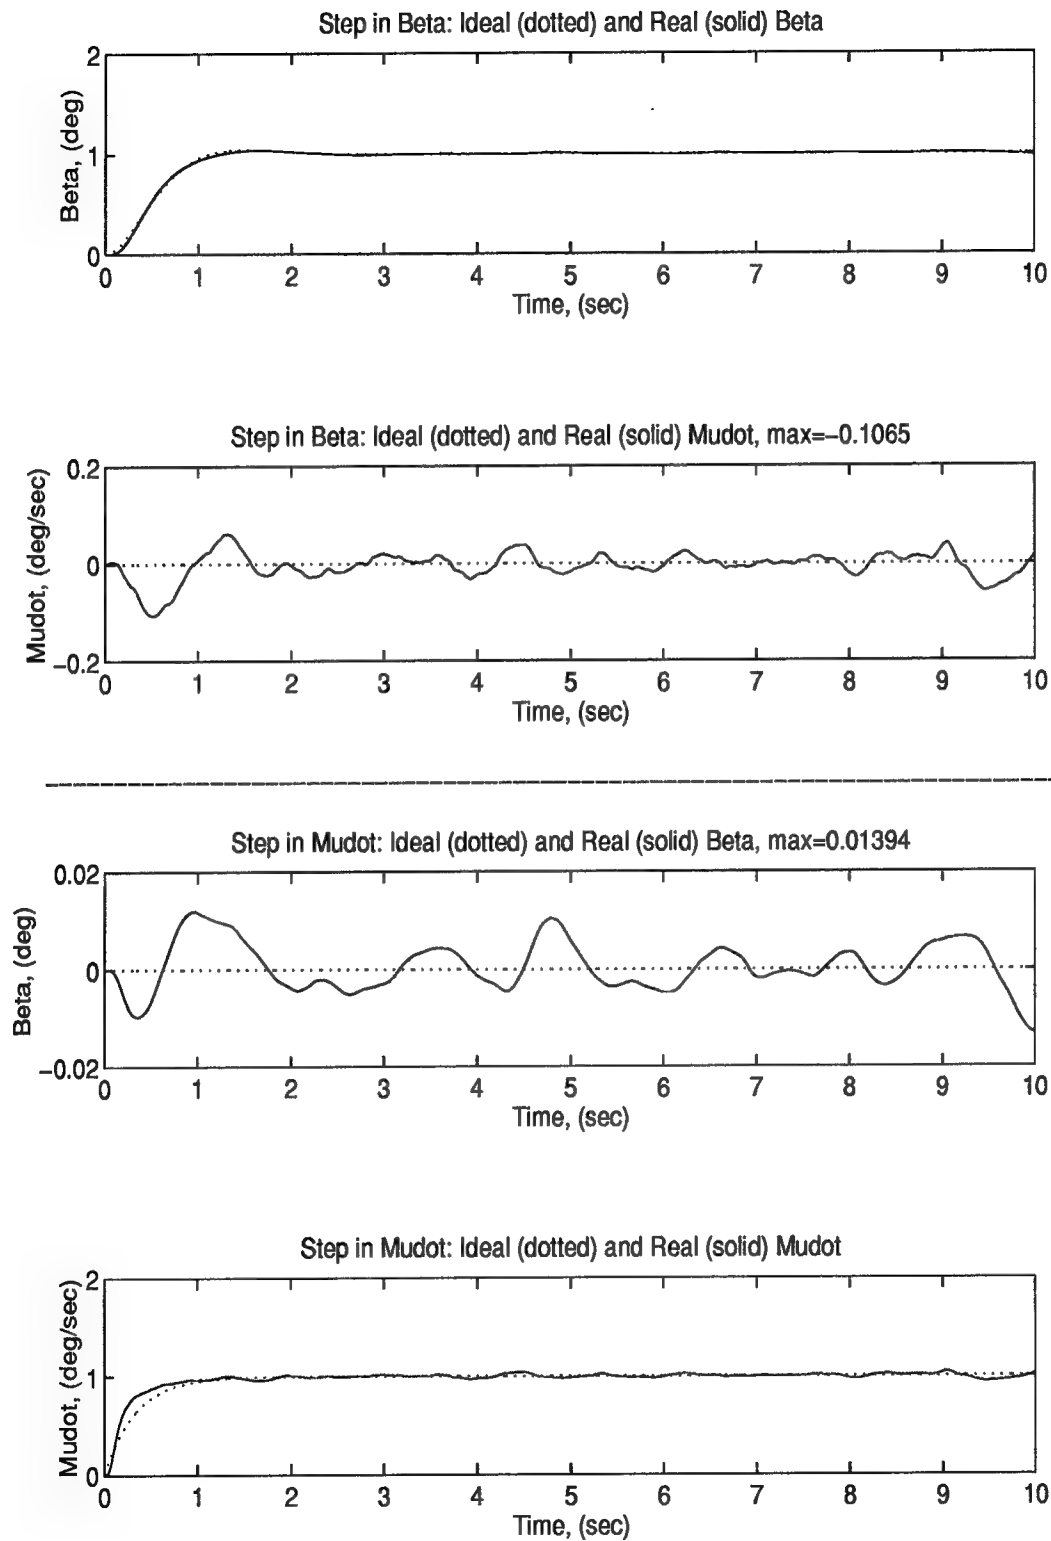 Step in Beta: Ideal (dotted) and Real (solid) Beta
Beta, (deg)
2
1
0
0 1 2 3 4 5 6 7 8 9 10
Time, (sec)
Step in Beta: Ideal (dotted) and Real (solid) Mudot, max=−0.1065
Mudot, (deg/sec)
0.2
0
−0.2
0 1 2 3 4 5 6 7 8 9 10
Time, (sec)
Step in Mudot: Ideal (dotted) and Real (solid) Beta, max=0.01394
Beta, (deg)
0.02
0
−0.02
0 1 2 3 4 5 6 7 8 9 10
Time, (sec)
Step in Mudot: Ideal (dotted) and Real (solid) Mudot
Mudot, (deg/sec)
2
1
0
0 1 2 3 4 5 6 7 8 9 10
Time, (sec)